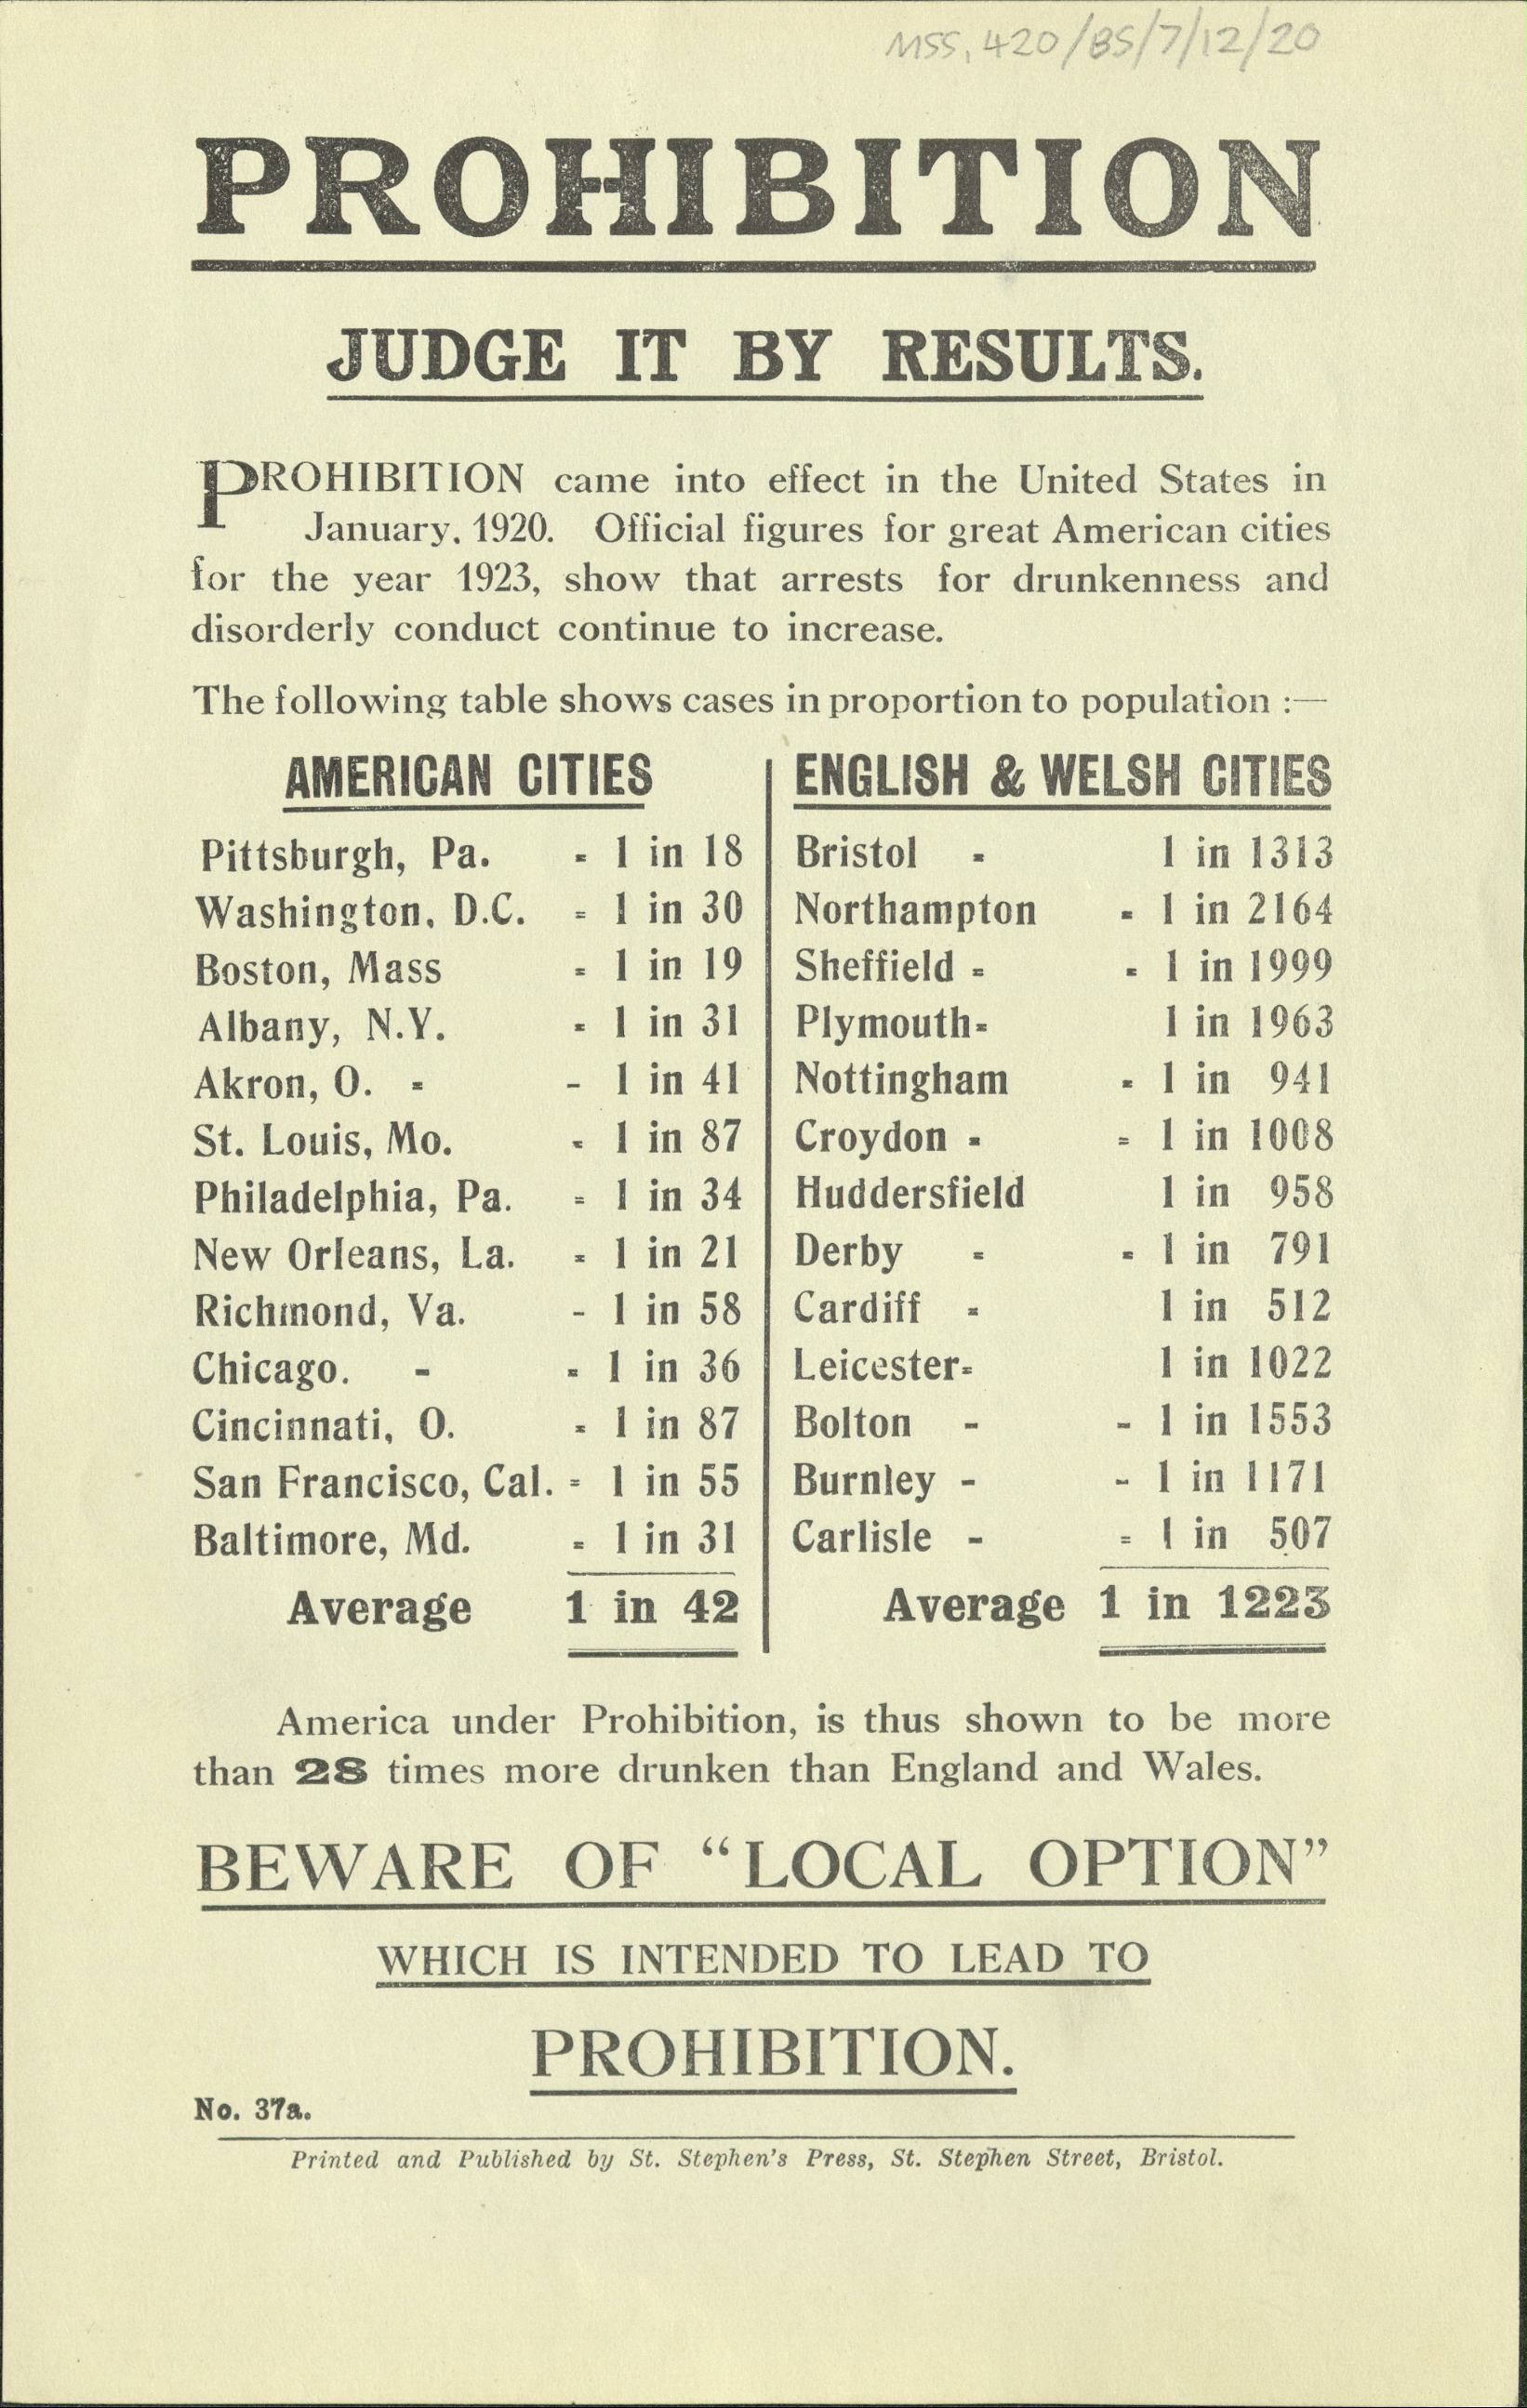 MSS. 420/BS/7/12/20
PROHIBITION
JUDGE IT BY RESULTS.
PROHIBITION came into effect in the United States in
January, 1920. Official figures for great American cities
for the year 1923, show that arrests for drunkenness and
disorderly conduct continue to increase.
The following table shows cases in proportion to population :—
AMERICAN CITIES
Pittsburgh, Pa. - 1 in 18
Washington, D.C. - 1 in 30
Boston, Mass - 1 in 19
Albany, N.Y. - 1 in 31
Akron, O. - - 1 in 41
St. Louis, Mo. - 1 in 87
Philadelphia, Pa. - 1 in 34
New Orleans, La. - 1 in 21
Richmond, Va. - 1 in 58
Chicago. - - 1 in 36
Cincinnati, O. - 1 in 87
San Francisco, Cal. - 1 in 55
Baltimore, Md. - 1 in 31
Average 1 in 42
ENGLISH & WELSH CITIES
Bristol - 1 in 1313
Northampton - 1 in 2164
Sheffield - - 1 in 1999
Plymouth- 1 in 1963
Nottingham - 1 in 941
Croydon - - 1 in 1008
Huddersfield 1 in 958
Derby - - 1 in 791
Cardiff - 1 in 512
Leicester- 1 in 1022
Bolton - - 1 in 1553
Burnley - - 1 in 1171
Carlisle - - 1 in 507
Average 1 in 1223
America under Prohibition, is thus shown to be more
than 28 times more drunken than England and Wales.
BEWARE OF “LOCAL OPTION”
WHICH IS INTENDED TO LEAD TO
PROHIBITION.
No. 37a.
Printed and Published by St. Stephen's Press, St. Stephen Street, Bristol.